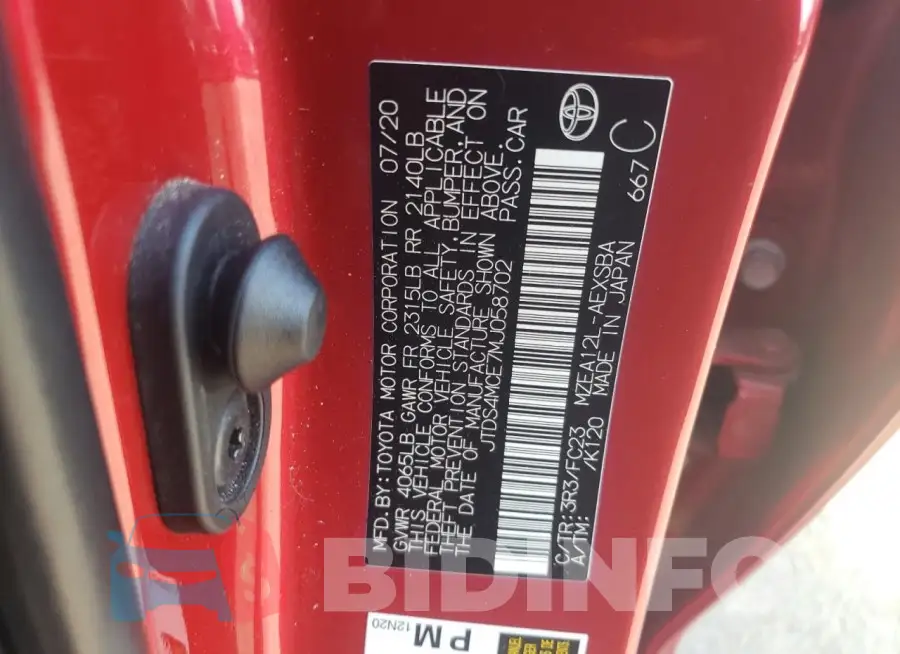 MFD. BY: TOYOTA MOTOR CORPORATION 07/20
GVWR 4065LB GAWR FR 2315LB RR 2140LB
THIS VEHICLE CONFORMS TO ALL APPLICABLE
FEDERAL MOTOR VEHICLE SAFETY, BUMPER, AND
THEFT PREVENTION STANDARDS IN EFFECT ON
THE DATE OF MANUFACTURE SHOWN ABOVE.
JTDS4MCE7MJ058702 PASS. CAR
C/TR: 3R3/FC23 MZEA12L-AEXSBA
A/TM: /K120 MADE IN JAPAN
667 C
PM
12N20
BIDINFO